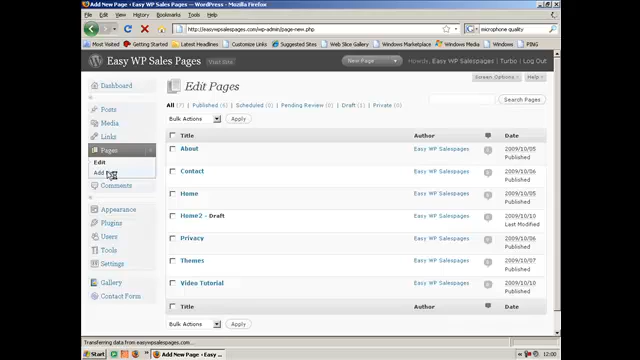 Add New Page ‹ Easy WP Sales Pages — WordPress - Mozilla Firefox
File Edit View History Bookmarks Tools Help
http://easywpsalespages.com/wp-admin/page-new.php
microphone quality
Most Visited Getting Started Latest Headlines Customize Links Suggested Sites Web Slice Gallery Windows Marketplace Windows Media Windows PING
Easy WP Sales Pages Visit Site
New Page
Howdy, Easy WP Salespages | Turbo | Log Out
Screen Options Help
Dashboard
Posts
Media
Links
Pages
Edit
Add
Comments
Appearance
Plugins
Users
Tools
Settings
Gallery
Contact Form
Edit Pages
All (7) | Published (6) | Scheduled (0) | Pending Review (0) | Draft (1) | Private (0)
Search Pages
Bulk Actions Apply
Title Author Date
About Easy WP Salespages 2009/10/05 Published
Contact Easy WP Salespages 2009/10/06 Published
Home Easy WP Salespages 2009/10/05 Published
Home2 - Draft Easy WP Salespages 2009/10/10 Last Modified
Privacy Easy WP Salespages 2009/10/06 Published
Themes Easy WP Salespages 2009/10/07 Published
Video Tutorial Easy WP Salespages 2009/10/05 Published
Title Author Date
Bulk Actions Apply
Transferring data from easywpsalespages.com...
Start
Add New Page ‹ Easy ...
12:00